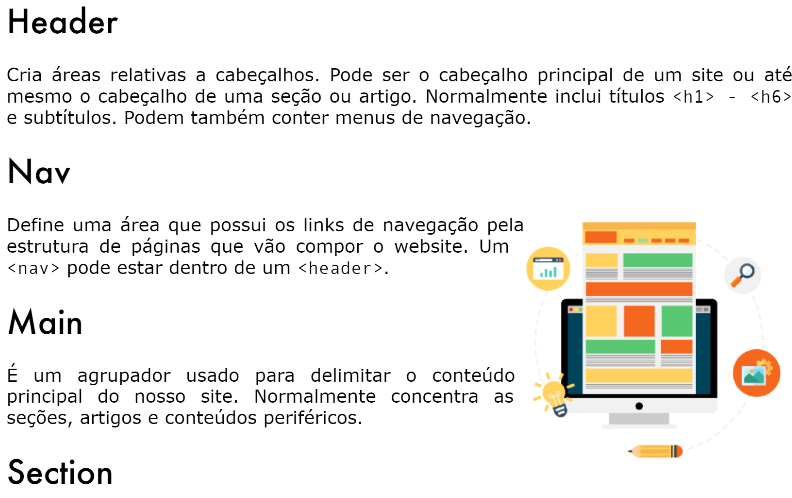 Header
Cria áreas relativas a cabeçalhos. Pode ser o cabeçalho principal de um site ou até
mesmo o cabeçalho de uma seção ou artigo. Normalmente inclui títulos <h1> - <h6>
e subtítulos. Podem também conter menus de navegação.
Nav
Define uma área que possui os links de navegação pela
estrutura de páginas que vão compor o website. Um
<nav> pode estar dentro de um <header>.
Main
É um agrupador usado para delimitar o conteúdo
principal do nosso site. Normalmente concentra as
seções, artigos e conteúdos periféricos.
Section